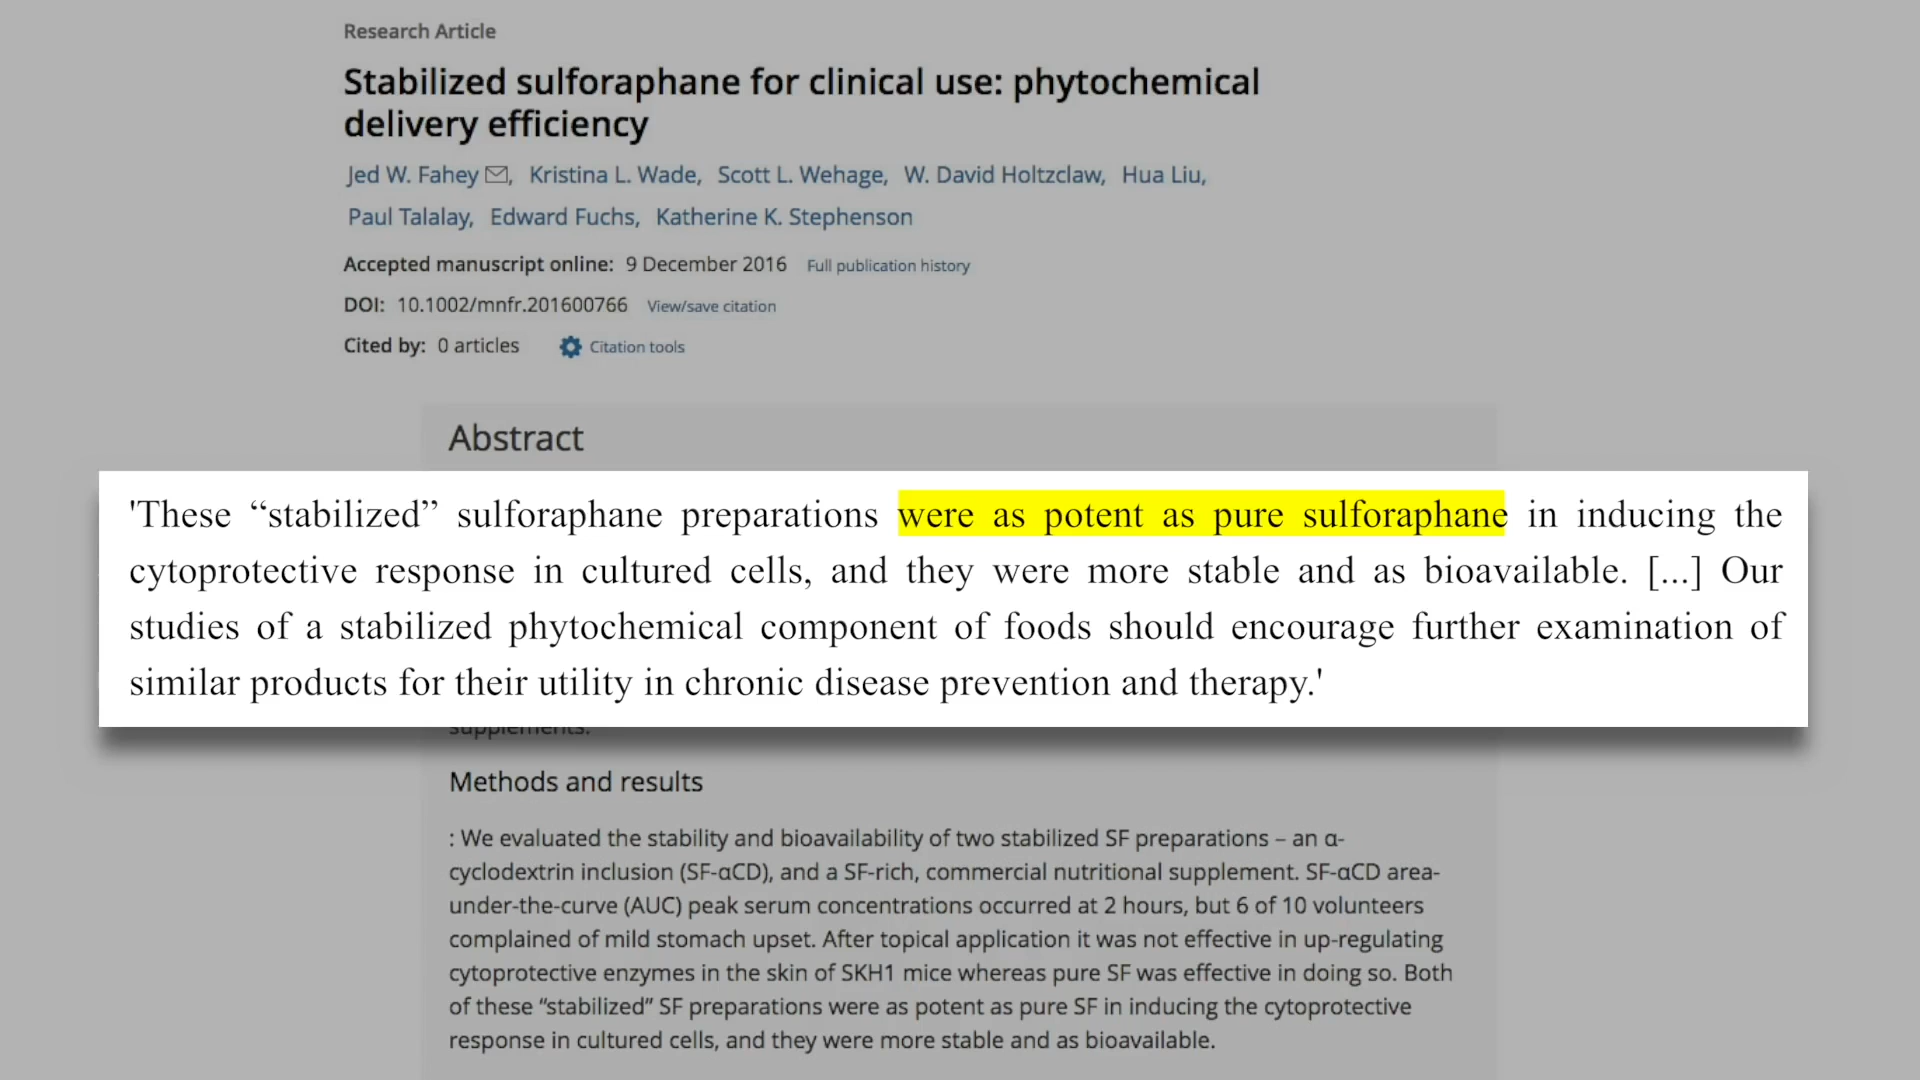 Research Article
Stabilized sulforaphane for clinical use: phytochemical
delivery efficiency
Jed W. Fahey, Kristina L. Wade, Scott L. Wehage, W. David Holtzclaw, Hua Liu,
Paul Talalay, Edward Fuchs, Katherine K. Stephenson
Accepted manuscript online: 9 December 2016 Full publication history
DOI: 10.1002/mnfr.201600766 View/save citation
Cited by: 0 articles Citation tools
Abstract
'These “stabilized” sulforaphane preparations were as potent as pure sulforaphane in inducing the
cytoprotective response in cultured cells, and they were more stable and as bioavailable. [...] Our
studies of a stabilized phytochemical component of foods should encourage further examination of
similar products for their utility in chronic disease prevention and therapy.'
supplements.
Methods and results
: We evaluated the stability and bioavailability of two stabilized SF preparations – an α-
cyclodextrin inclusion (SF-αCD), and a SF-rich, commercial nutritional supplement. SF-αCD area-
under-the-curve (AUC) peak serum concentrations occurred at 2 hours, but 6 of 10 volunteers
complained of mild stomach upset. After topical application it was not effective in up-regulating
cytoprotective enzymes in the skin of SKH1 mice whereas pure SF was effective in doing so. Both
of these “stabilized” SF preparations were as potent as pure SF in inducing the cytoprotective
response in cultured cells, and they were more stable and as bioavailable.